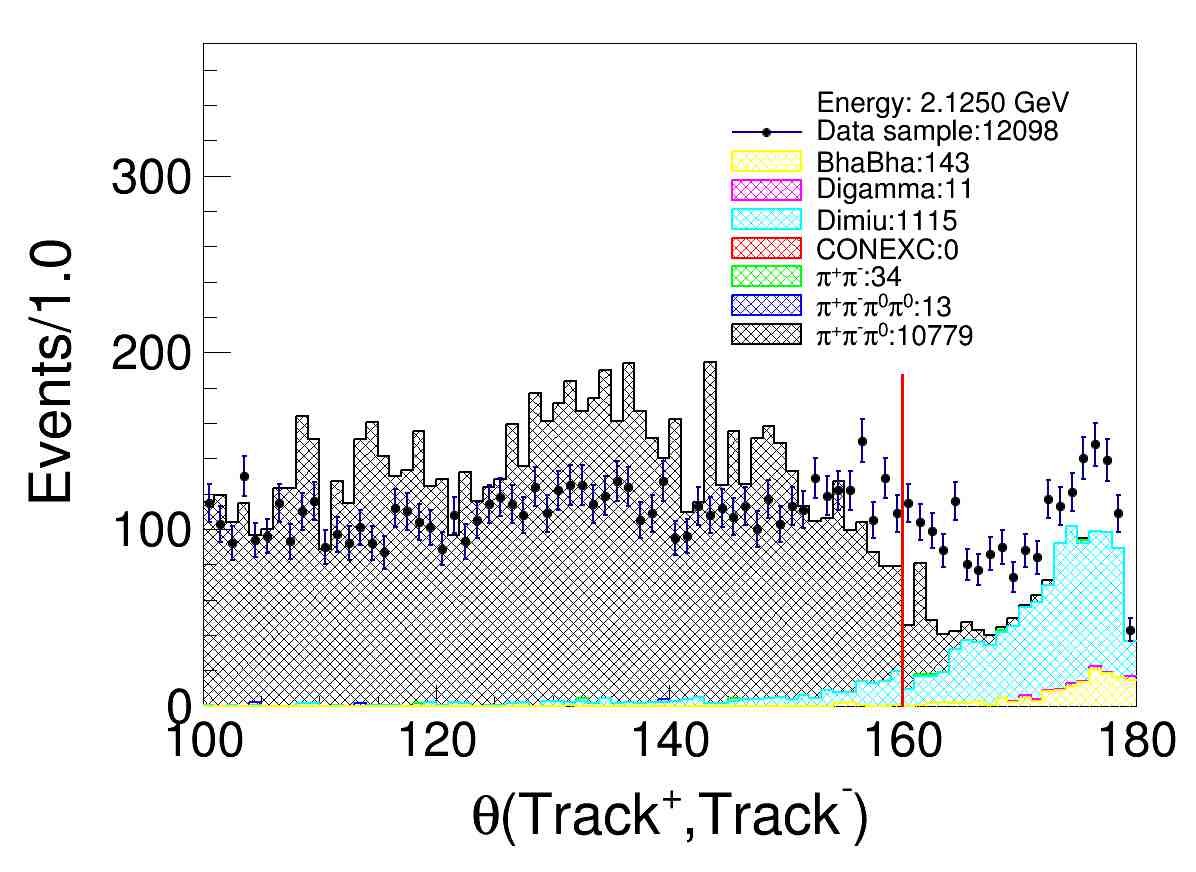 Energy: 2.1250 GeV
Data sample:12098
BhaBha:143
Digamma:11
Dimiu:1115
CONEXC:0
π⁺π⁻:34
π⁺π⁻π⁰π⁰:13
π⁺π⁻π⁰:10779
Events/1.0
300
200
100
0
100 120 140 160 180
θ(Track⁺,Track⁻)